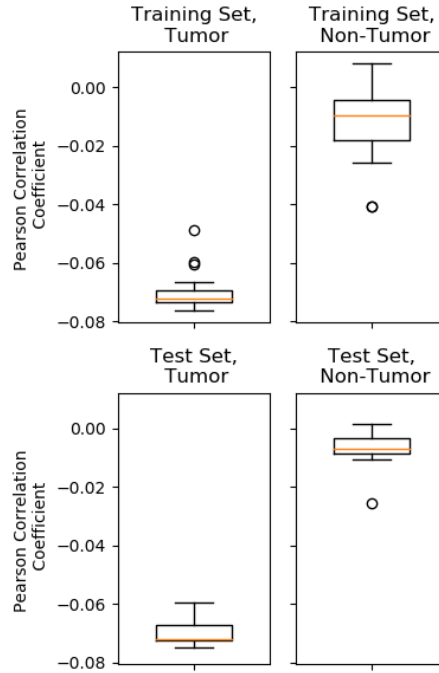 Training Set,
Tumor
Training Set,
Non-Tumor
Pearson Correlation
Coefficient
0.00
−0.02
−0.04
−0.06
−0.08
Test Set,
Tumor
Test Set,
Non-Tumor
Pearson Correlation
Coefficient
0.00
−0.02
−0.04
−0.06
−0.08